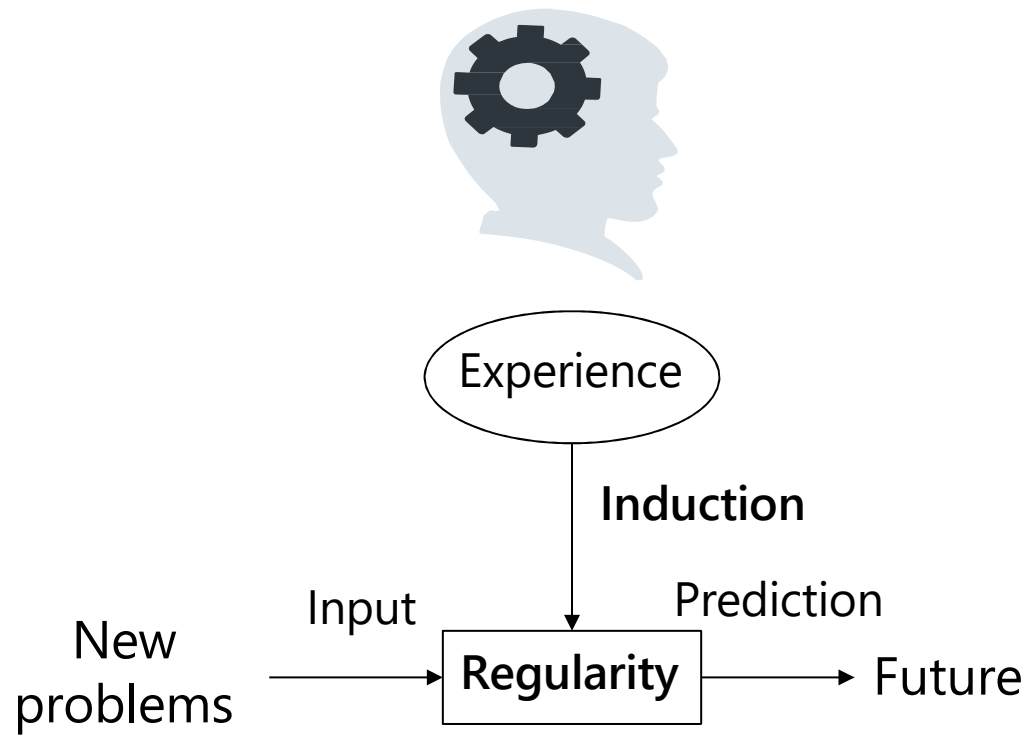 Experience
Induction
Input
Prediction
New
problems
Regularity
Future